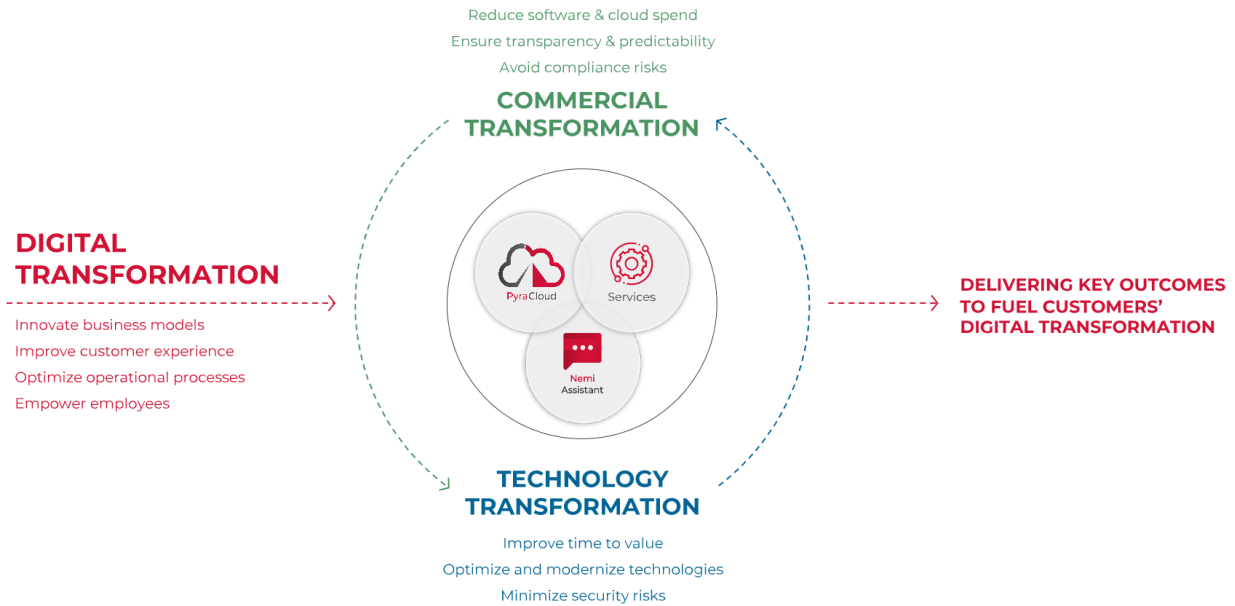 Reduce software & cloud spend
Ensure transparency & predictability
Avoid compliance risks
COMMERCIAL
TRANSFORMATION
DIGITAL
TRANSFORMATION
Innovate business models
Improve customer experience
Optimize operational processes
Empower employees
PyraCloud
Services
Nemi
Assistant
DELIVERING KEY OUTCOMES
TO FUEL CUSTOMERS’
DIGITAL TRANSFORMATION
TECHNOLOGY
TRANSFORMATION
Improve time to value
Optimize and modernize technologies
Minimize security risks